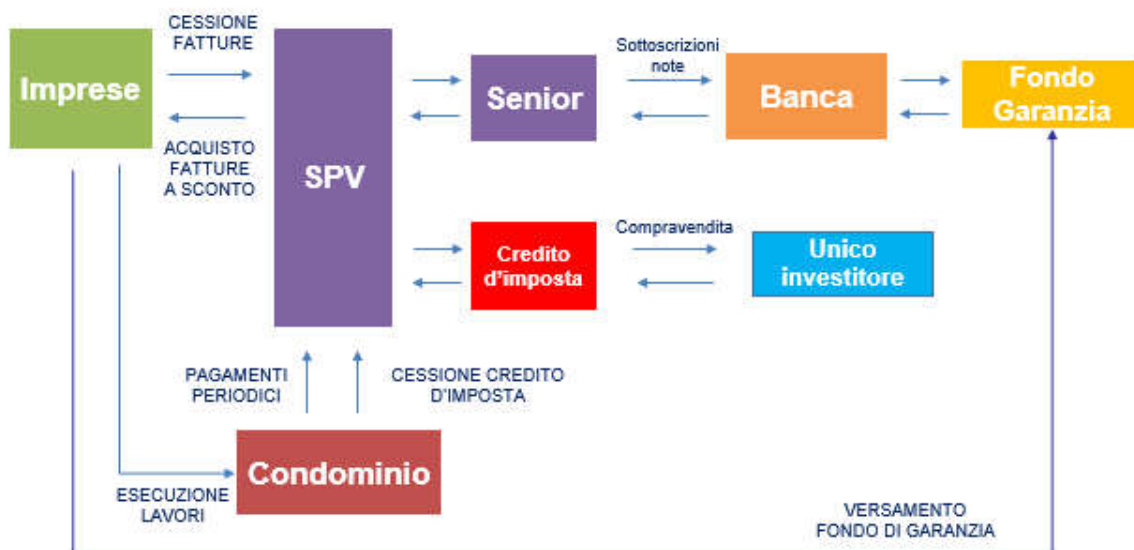 CESSIONE
FATTURE
Imprese
ACQUISTO
FATTURE
A SCONTO
SPV
Senior
Sottoscrizioni
note
Banca
Fondo
Garanzia
Credito
d'imposta
Compravendita
Unico
investitore
PAGAMENTI
PERIODICI
CESSIONE CREDITO
D'IMPOSTA
Condominio
ESECUZIONE
LAVORI
VERSAMENTO
FONDO DI GARANZIA